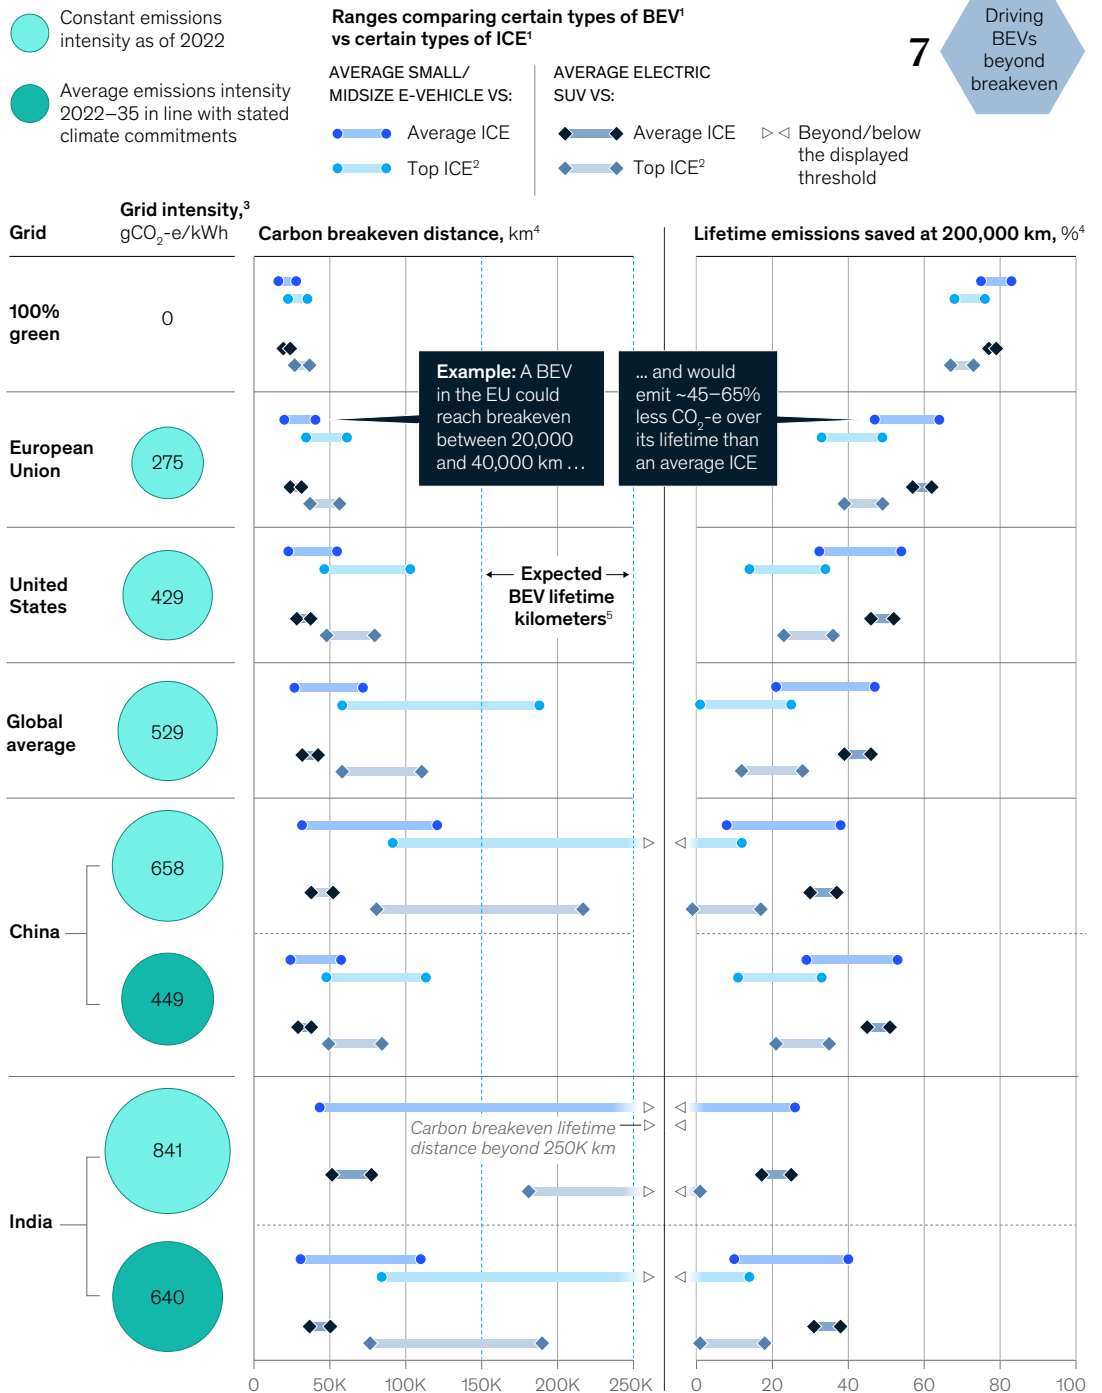 Constant emissions
intensity as of 2022
Average emissions intensity
2022–35 in line with stated
climate commitments
Ranges comparing certain types of BEV¹
vs certain types of ICE¹
AVERAGE SMALL/
MIDSIZE E-VEHICLE VS:
Average ICE
Top ICE²
AVERAGE ELECTRIC
SUV VS:
Average ICE
Top ICE²
Beyond/below
the displayed
threshold
7
Driving
BEVs
beyond
breakeven
Grid
Grid intensity,³
gCO₂-e/kWh
Carbon breakeven distance, km⁴
Lifetime emissions saved at 200,000 km, %⁴
100%
green
0
Example: A BEV
in the EU could
reach breakeven
between 20,000
and 40,000 km ...
... and would
emit ~45–65%
less CO₂-e over
its lifetime than
an average ICE
European
Union
275
United
States
429
Expected
BEV lifetime
kilometers⁵
Global
average
529
China
658
449
India
841
Carbon breakeven lifetime
distance beyond 250K km
640
0 50K 100K 150K 200K 250K
0 20 40 60 80 100